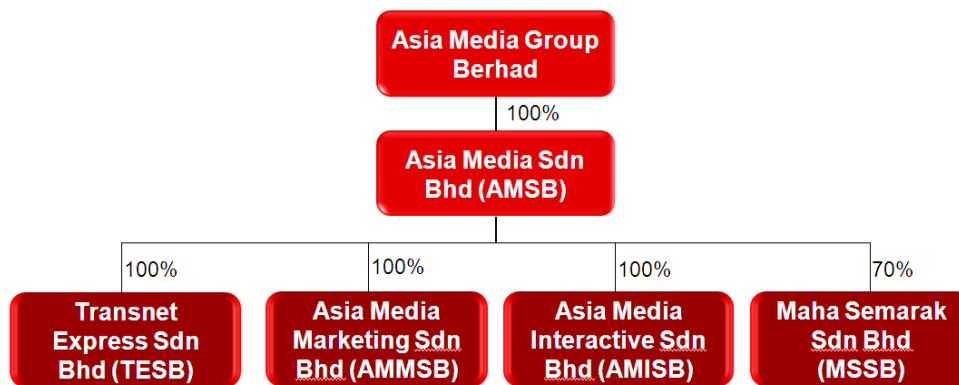 Asia Media Group
Berhad
100%
Asia Media Sdn
Bhd (AMSB)
100%
100%
100%
70%
Transnet
Express Sdn
Bhd (TESB)
Asia Media
Marketing Sdn
Bhd (AMMSB)
Asia Media
Interactive Sdn
Bhd (AMISB)
Maha Semarak
Sdn Bhd
(MSSB)